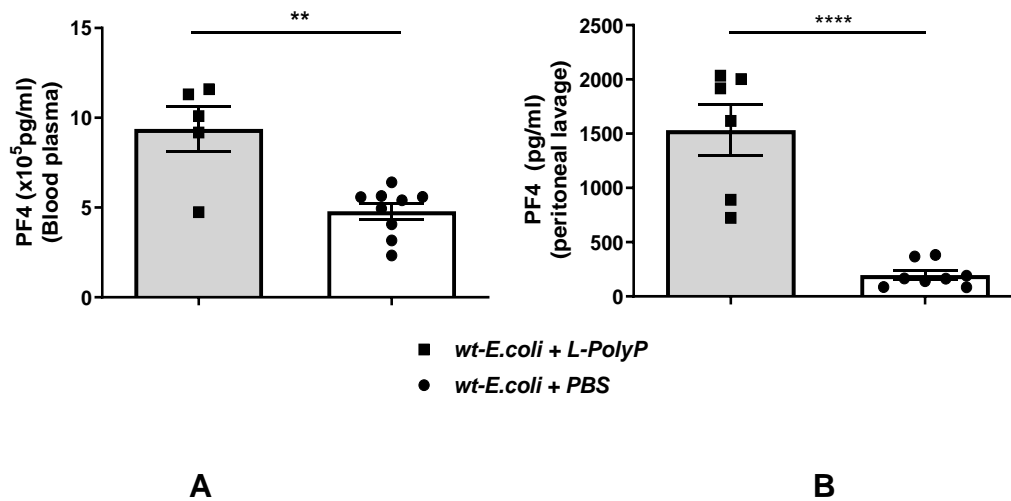 **
15
10
5
0
PF4 (x10⁵pg/ml)
(Blood plasma)
****
2500
2000
1500
1000
500
0
PF4 (pg/ml)
(peritoneal lavage)
wt-E.coli + L-PolyP
wt-E.coli + PBS
A
B